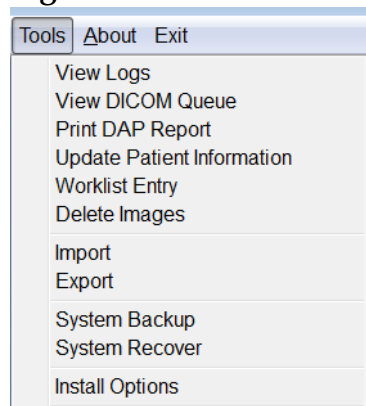 Tools About Exit
View Logs
View DICOM Queue
Print DAP Report
Update Patient Information
Worklist Entry
Delete Images
Import
Export
System Backup
System Recover
Install Options